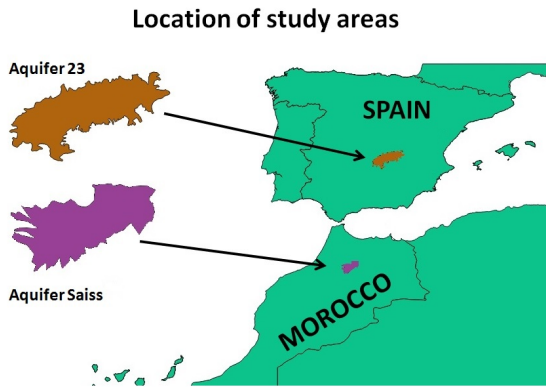 Location of study areas
Aquifer 23
SPAIN
Aquifer Saiss
MOROCCO